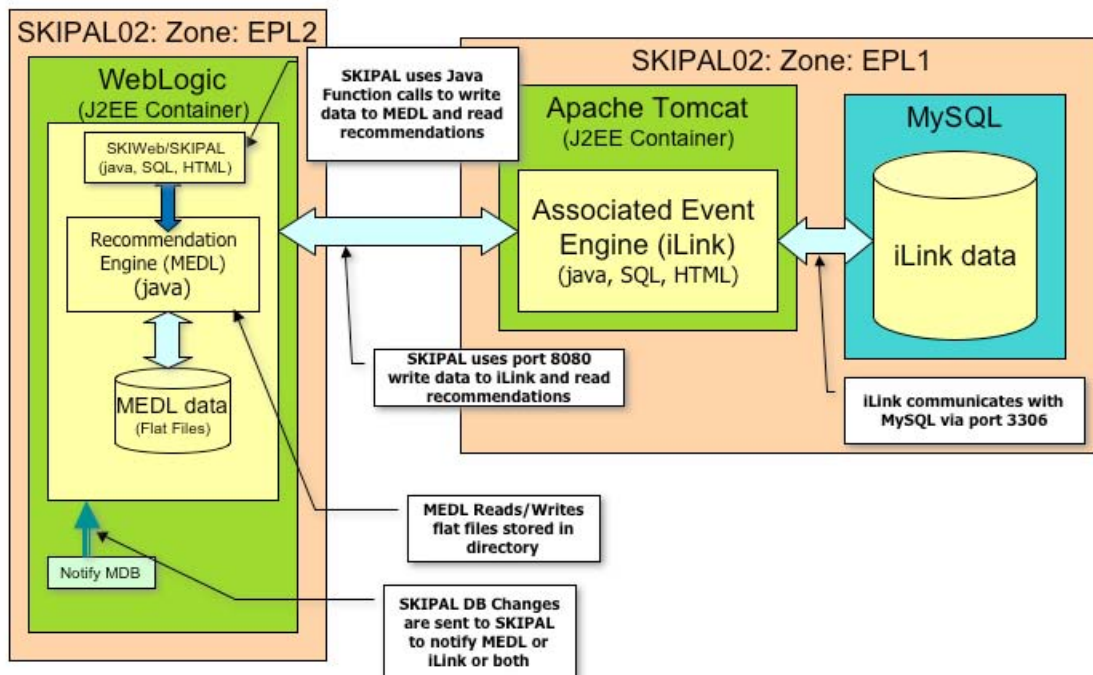 SKIPAL02: Zone: EPL2
WebLogic
(J2EE Container)
SKIWeb/SKIPAL
(java, SQL, HTML)
Recommendation
Engine (MEDL)
(java)
MEDL data
(Flat Files)
Notify MDB
SKIPAL uses Java
Function calls to write
data to MEDL and read
recommendations
SKIPAL uses port 8080
write data to iLink and read
recommendations
MEDL Reads/Writes
flat files stored in
directory
SKIPAL DB Changes
are sent to SKIPAL
to notify MEDL or
iLink or both
SKIPAL02: Zone: EPL1
Apache Tomcat
(J2EE Container)
Associated Event
Engine (iLink)
(java, SQL, HTML)
MySQL
iLink data
iLink communicates with
MySQL via port 3306